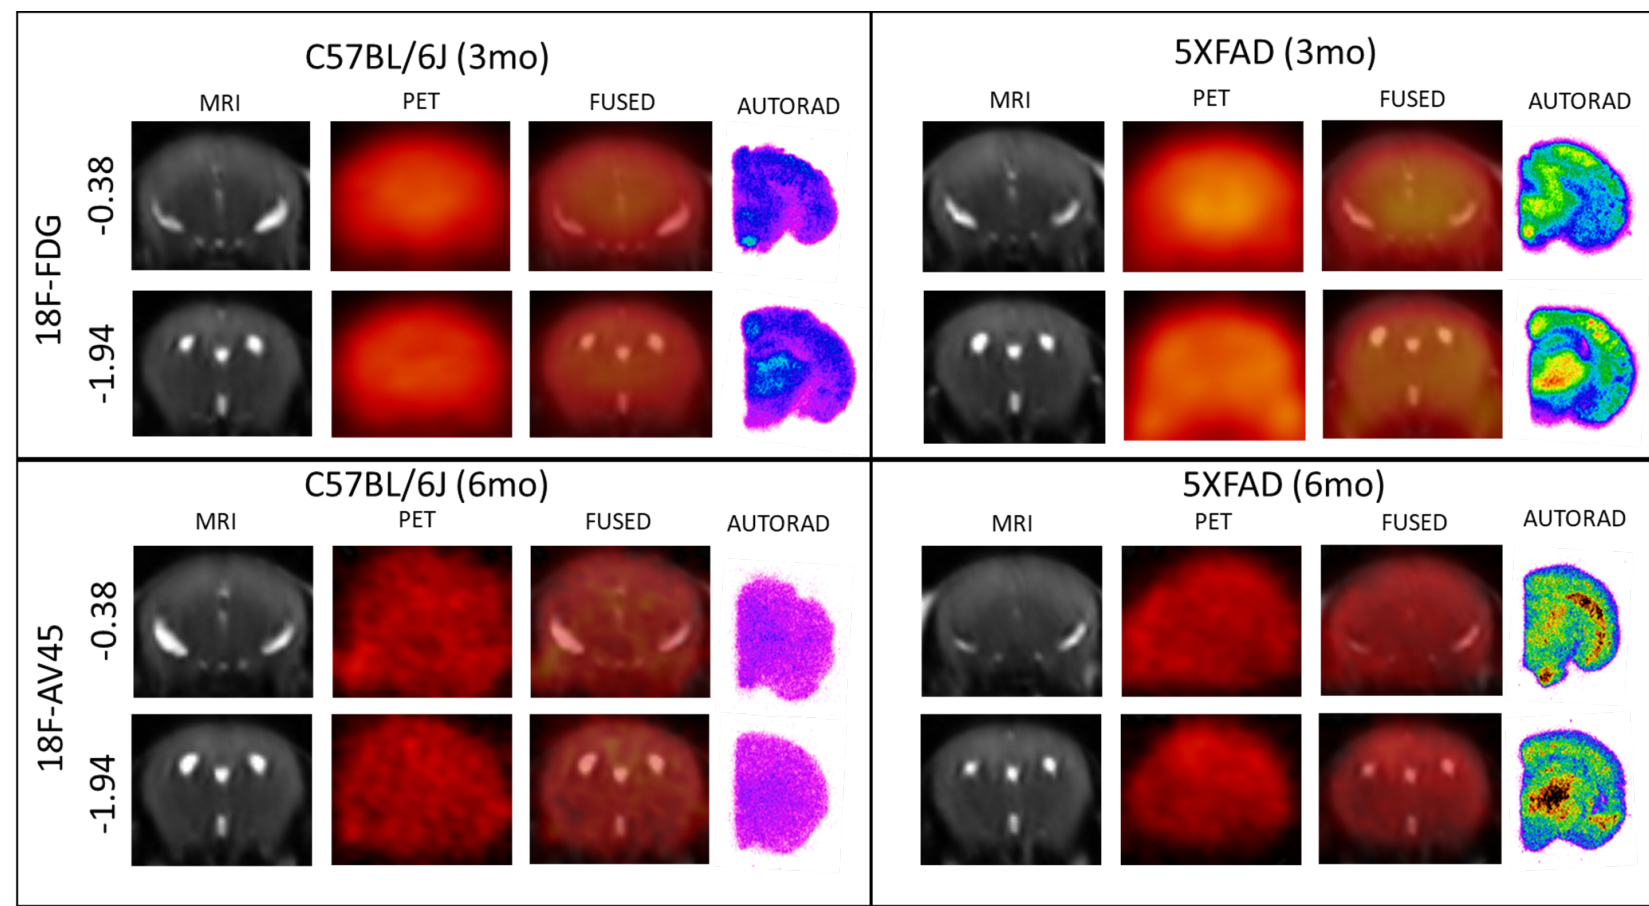 C57BL/6J (3mo)
MRI PET FUSED AUTORAD
18F-FDG
-0.38
-1.94
5XFAD (3mo)
MRI PET FUSED AUTORAD
C57BL/6J (6mo)
MRI PET FUSED AUTORAD
18F-AV45
-0.38
-1.94
5XFAD (6mo)
MRI PET FUSED AUTORAD